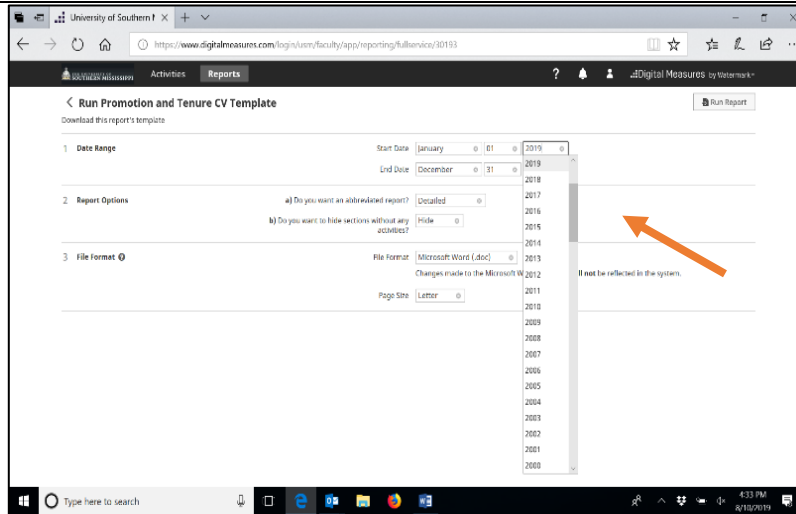 University of Southern M
https://www.digitalmeasures.com/login/usm/faculty/app/reporting/fullservice/30193
SOUTHERN MISSISSIPPI Activities Reports ? Digital Measures by Watermark
Run Promotion and Tenure CV Template Run Report
Download this report's template
1 Date Range Start Date January 01 2019
End Date December 31 2019
2018
2 Report Options a) Do you want an abbreviated report? Detailed 2017
2016
b) Do you want to hide sections without any activities? Hide 2015
2014
3 File Format File Format Microsoft Word (.doc) 2013
Changes made to the Microsoft W 2012 ll not be reflected in the system.
2011
Page Size Letter 2010
2009
2008
2007
2006
2005
2004
2003
2002
2001
2000
Type here to search 4:33 PM
8/10/2019